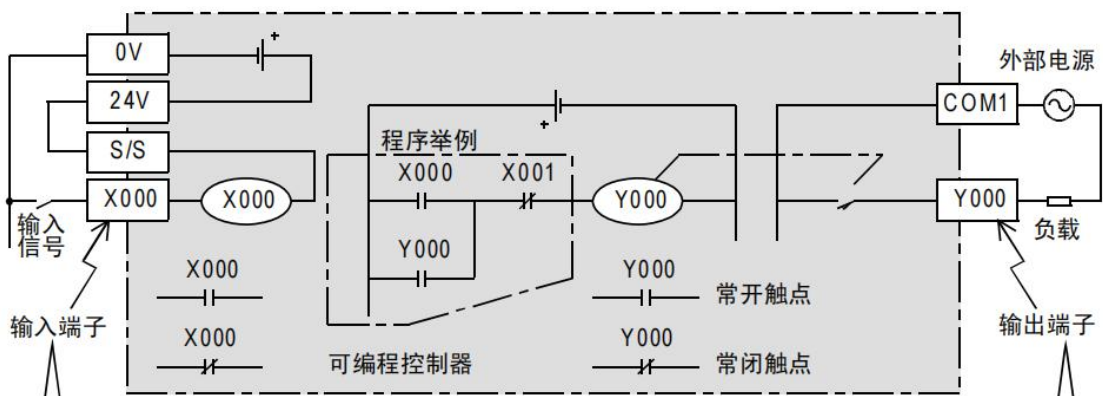 0V
24V
S/S
X000
X000
输入
信号
输入端子
程序举例
X000
X001
Y000
Y000
外部电源
COM1
Y000
负载
输出端子
X000
X000
可编程控制器
Y000
常开触点
Y000
常闭触点
+
+